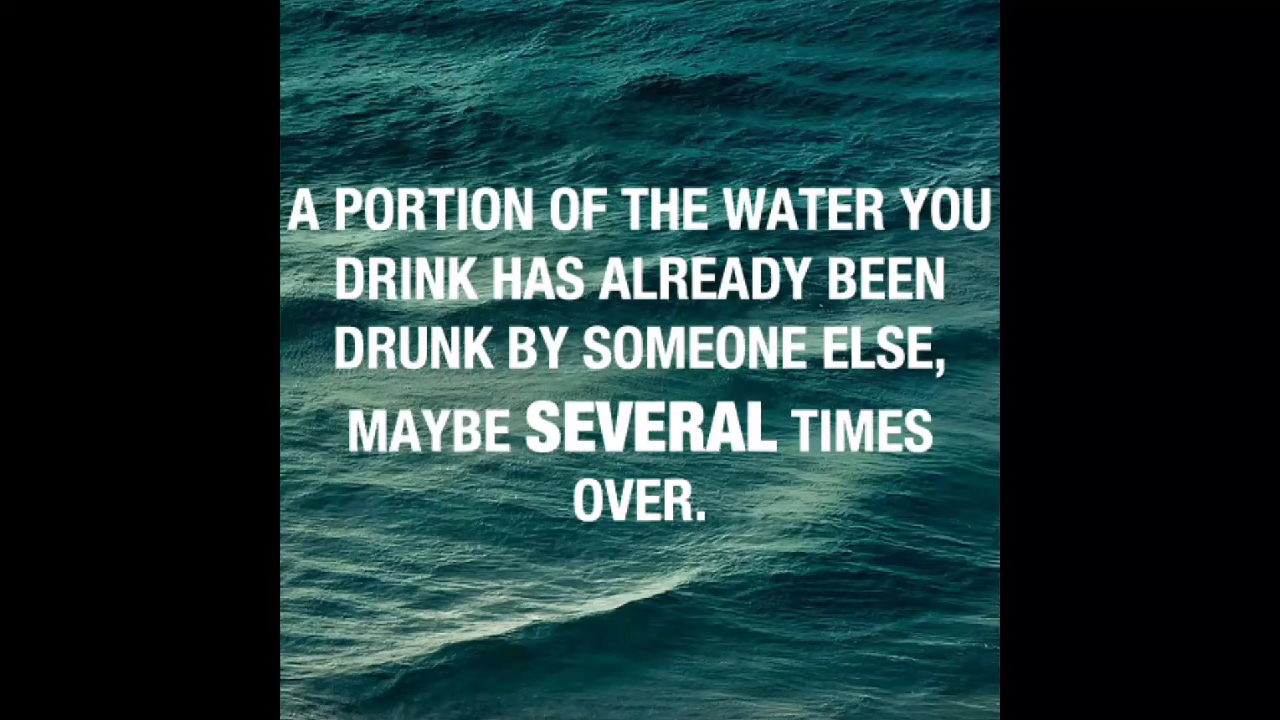 A PORTION OF THE WATER YOU
DRINK HAS ALREADY BEEN
DRUNK BY SOMEONE ELSE,
MAYBE SEVERAL TIMES
OVER.